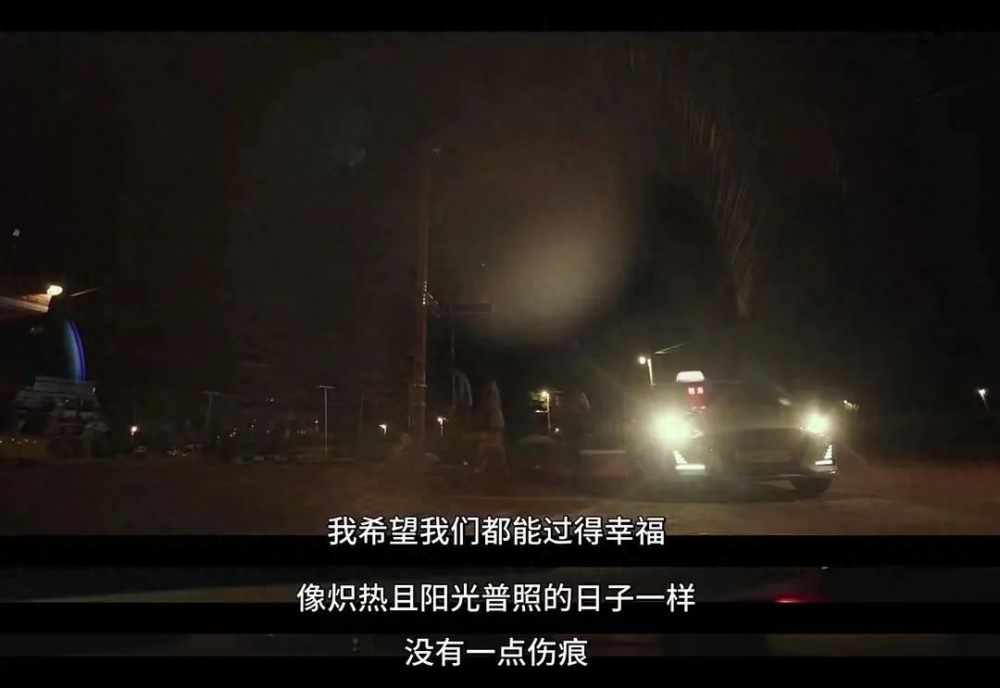 我希望我们都能过得幸福
像炽热且阳光普照的日子一样
没有一点伤痕